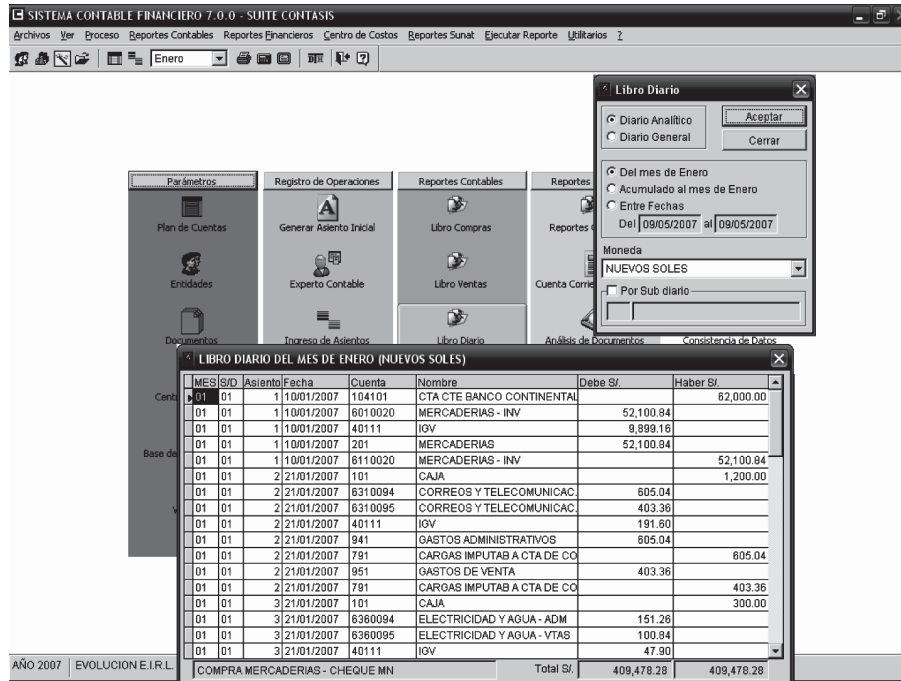 SISTEMA CONTABLE FINANCIERO 7.0.0 - SUITE CONTASIS
Archivos Ver Proceso Reportes Contables Reportes Financieros Centro de Costos Reportes Sunat Ejecutar Reporte Utilitarios ?
Enero
Libro Diario
Diario Analítico Aceptar
Diario General Cerrar
Del mes de Enero
Acumulado al mes de Enero
Entre Fechas
Del 09/05/2007 al 09/05/2007
Moneda
NUEVOS SOLES
Por Sub diario
Parámetros Registro de Operaciones Reportes Contables Reportes
Plan de Cuentas Generar Asiento Inicial Libro Compras Reportes
Entidades Experto Contable Libro Ventas Cuenta Corrie
Documentos Ingreso de Asientos Libro Diario Análisis de Documentos Consistencia de Datos
Cent
Base de
LIBRO DIARIO DEL MES DE ENERO (NUEVOS SOLES)
MES S/D Asiento Fecha Cuenta Nombre Debe S/. Haber S/.
01 01 1 10/01/2007 104101 CTA CTE BANCO CONTINENTAL 62,000.00
01 01 1 10/01/2007 6010020 MERCADERIAS - INV 52,100.84
01 01 1 10/01/2007 40111 IGV 9,899.16
01 01 1 10/01/2007 201 MERCADERIAS 52,100.84
01 01 1 10/01/2007 6110020 MERCADERIAS - INV 52,100.84
01 01 2 21/01/2007 101 CAJA 1,200.00
01 01 2 21/01/2007 6310094 CORREOS Y TELECOMUNICAC. 605.04
01 01 2 21/01/2007 6310095 CORREOS Y TELECOMUNICAC. 403.36
01 01 2 21/01/2007 40111 IGV 191.60
01 01 2 21/01/2007 941 GASTOS ADMINISTRATIVOS 605.04
01 01 2 21/01/2007 791 CARGAS IMPUTAB A CTA DE CO 605.04
01 01 2 21/01/2007 951 GASTOS DE VENTA 403.36
01 01 2 21/01/2007 791 CARGAS IMPUTAB A CTA DE CO 403.36
01 01 3 21/01/2007 101 CAJA 300.00
01 01 3 21/01/2007 6360094 ELECTRICIDAD Y AGUA - ADM 151.26
01 01 3 21/01/2007 6360095 ELECTRICIDAD Y AGUA - VTAS 100.84
01 01 3 21/01/2007 40111 IGV 47.90
COMPRA MERCADERIAS - CHEQUE MN Total S/. 409,478.28 409,478.28
AÑO 2007 EVOLUCION E.I.R.L.